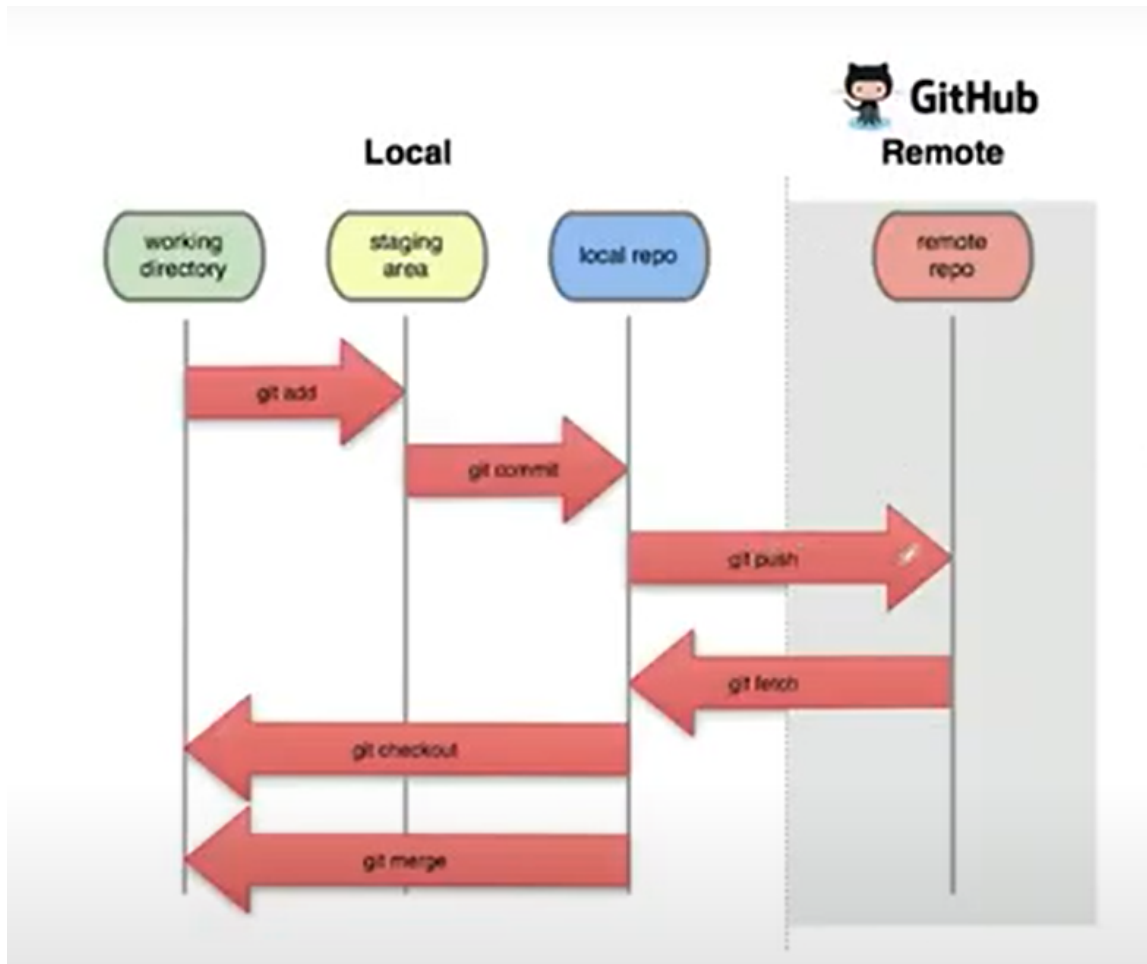 GitHub
Local
Remote
working
directory
staging
area
local repo
remote
repo
git add
git commit
git push
git fetch
git checkout
git merge